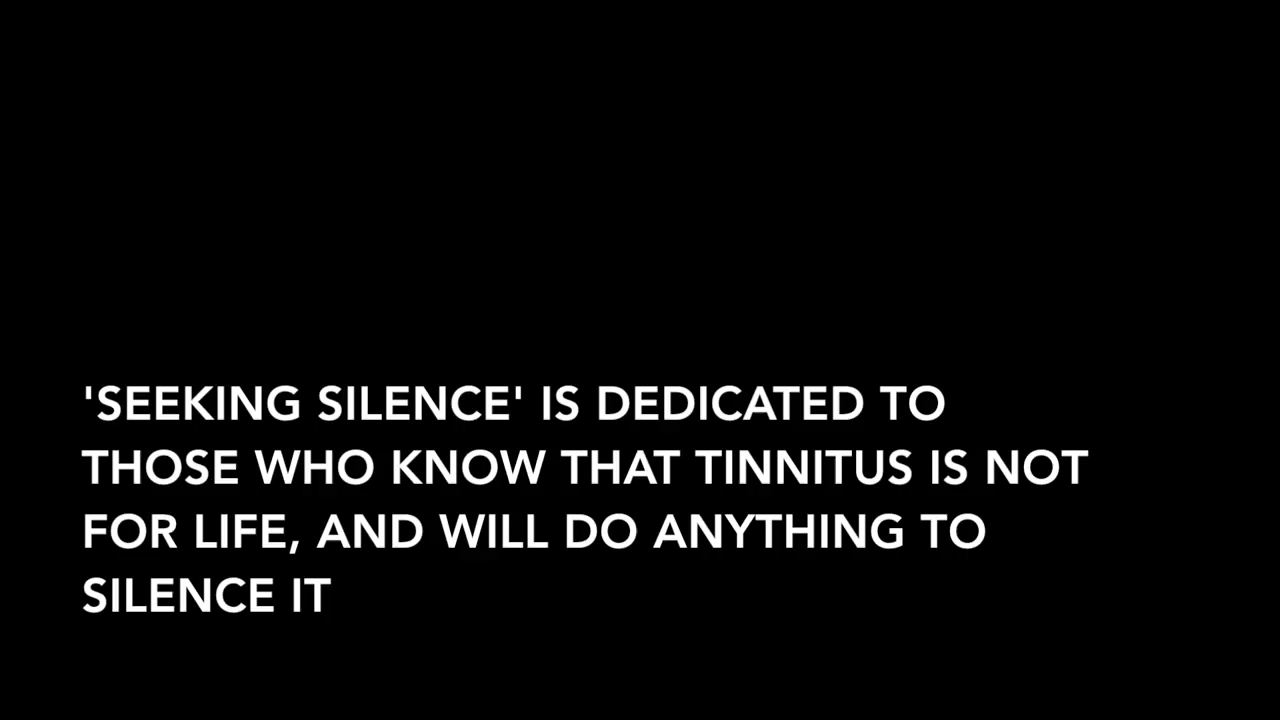 'SEEKING SILENCE' IS DEDICATED TO
THOSE WHO KNOW THAT TINNITUS IS NOT
FOR LIFE, AND WILL DO ANYTHING TO
SILENCE IT